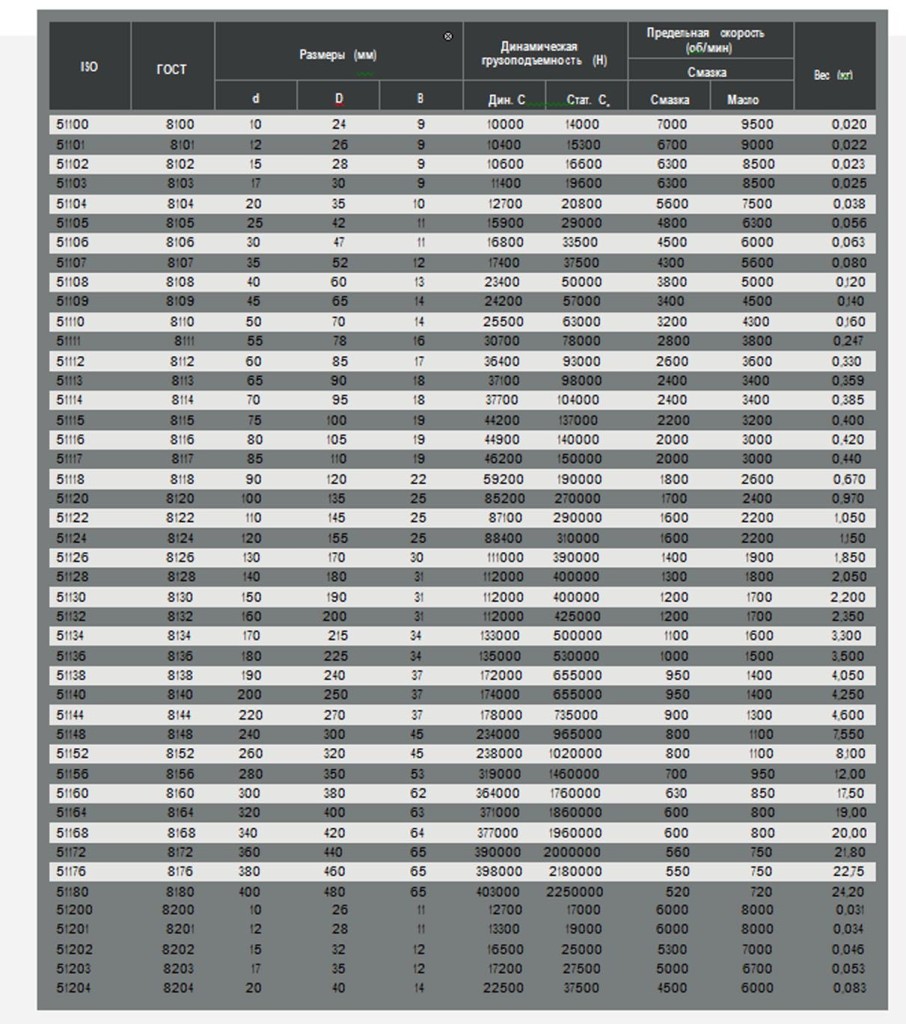 ISO ГОСТ Размеры (мм) Динамическая грузоподъемность (Н) Предельная скорость (об/мин) Вес (кг)
Смазка
d D B Дин. С Стат. С. Смазка Масло
51100 8100 10 24 9 10000 14000 7000 9500 0,020
51101 8101 12 26 9 10400 15300 6700 9000 0,022
51102 8102 15 28 9 10600 16600 6300 8500 0,023
51103 8103 17 30 9 11400 19600 6300 8500 0,025
51104 8104 20 35 10 12700 20800 5600 7500 0,038
51105 8105 25 42 11 15900 29000 4800 6300 0,056
51106 8106 30 47 11 16800 33500 4500 6000 0,063
51107 8107 35 52 12 17400 37500 4300 5600 0,080
51108 8108 40 60 13 23400 50000 3800 5000 0,120
51109 8109 45 65 14 24200 57000 3400 4500 0,140
51110 8110 50 70 14 25500 63000 3200 4300 0,160
51111 8111 55 78 16 30700 78000 2800 3800 0,247
51112 8112 60 85 17 36400 93000 2600 3600 0,330
51113 8113 65 90 18 37100 98000 2400 3400 0,359
51114 8114 70 95 18 37700 104000 2400 3400 0,385
51115 8115 75 100 19 44200 137000 2200 3200 0,400
51116 8116 80 105 19 44900 140000 2000 3000 0,420
51117 8117 85 110 19 46200 150000 2000 3000 0,440
51118 8118 90 120 22 59200 190000 1800 2600 0,670
51120 8120 100 135 25 85200 270000 1700 2400 0,970
51122 8122 110 145 25 87100 290000 1600 2200 1,050
51124 8124 120 155 25 88400 310000 1600 2200 1,150
51126 8126 130 170 30 111000 390000 1400 1900 1,850
51128 8128 140 180 31 112000 400000 1300 1800 2,050
51130 8130 150 190 31 112000 400000 1200 1700 2,200
51132 8132 160 200 31 112000 425000 1200 1700 2,350
51134 8134 170 215 34 133000 500000 1100 1600 3,300
51136 8136 180 225 34 135000 530000 1000 1500 3,500
51138 8138 190 240 37 172000 655000 950 1400 4,050
51140 8140 200 250 37 174000 655000 950 1400 4,250
51144 8144 220 270 37 178000 735000 900 1300 4,600
51148 8148 240 300 45 234000 965000 800 1100 7,550
51152 8152 260 320 45 238000 1020000 800 1100 8,100
51156 8156 280 350 53 319000 1460000 700 950 12,00
51160 8160 300 380 62 364000 1760000 630 850 17,50
51164 8164 320 400 63 371000 1860000 600 800 19,00
51168 8168 340 420 64 377000 1960000 600 800 20,00
51172 8172 360 440 65 390000 2000000 560 750 21,80
51176 8176 380 460 65 398000 2180000 550 750 22,75
51180 8180 400 480 65 403000 2250000 520 720 24,20
51200 8200 10 26 11 12700 17000 6000 8000 0,031
51201 8201 12 28 11 13300 19000 6000 8000 0,034
51202 8202 15 32 12 16500 25000 5300 7000 0,046
51203 8203 17 35 12 17200 27500 5000 6700 0,053
51204 8204 20 40 14 22500 37500 4500 6000 0,083